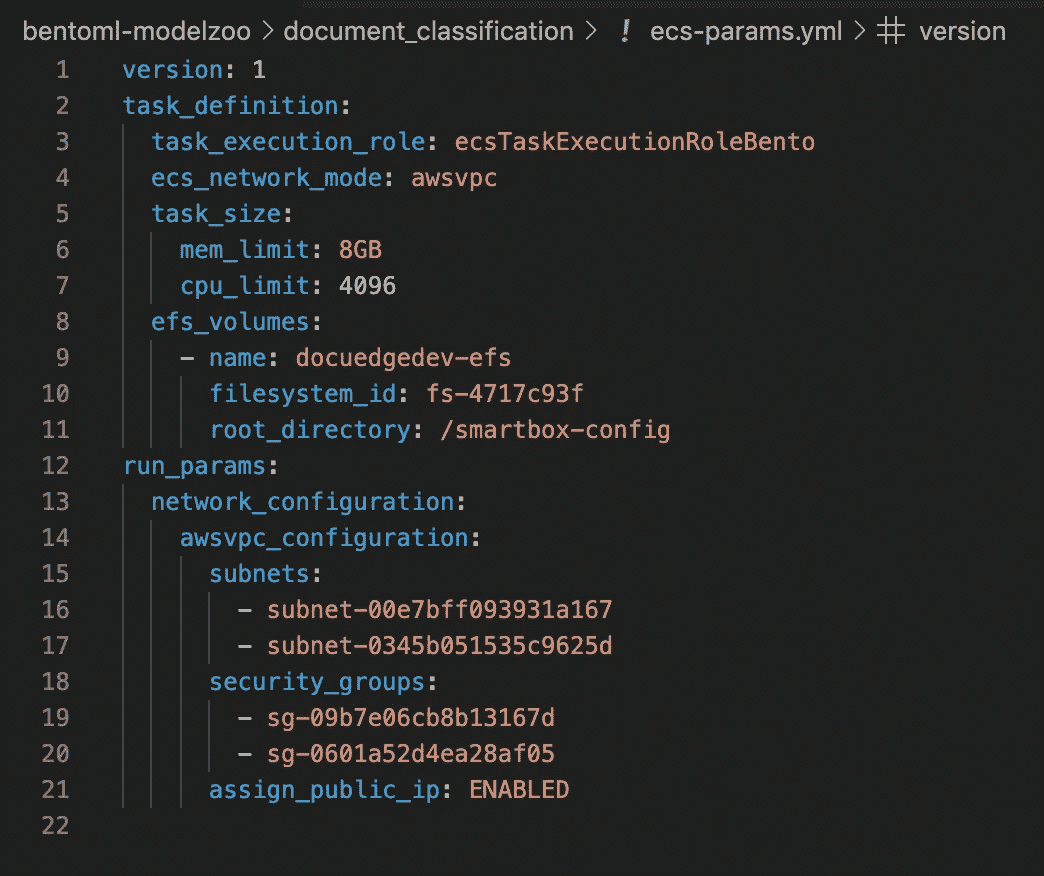 bentoml-modelzoo > document_classification > ! ecs-params.yml > # version
1 version: 1
2 task_definition:
3 task_execution_role: ecsTaskExecutionRoleBento
4 ecs_network_mode: awsvpc
5 task_size:
6 mem_limit: 8GB
7 cpu_limit: 4096
8 efs_volumes:
9 - name: docuedgedev-efs
10 filesystem_id: fs-4717c93f
11 root_directory: /smartbox-config
12 run_params:
13 network_configuration:
14 awsvpc_configuration:
15 subnets:
16 - subnet-00e7bff093931a167
17 - subnet-0345b051535c9625d
18 security_groups:
19 - sg-09b7e06cb8b13167d
20 - sg-0601a52d4ea28af05
21 assign_public_ip: ENABLED
22